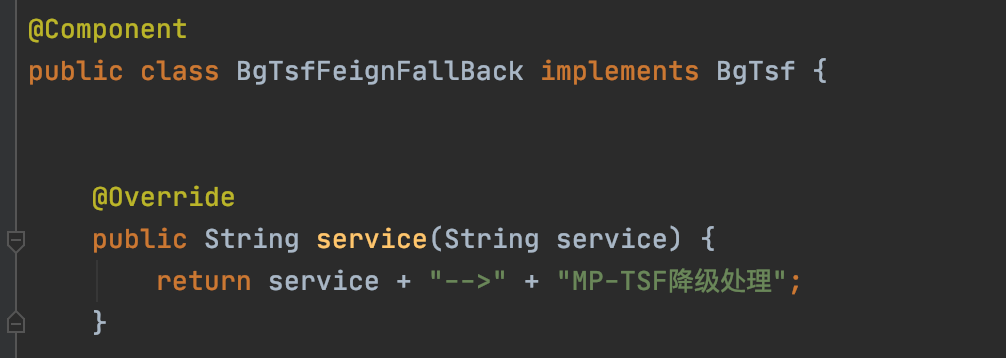 @Component
public class BgTsfFeignFallBack implements BgTsf {
@Override
public String service(String service) {
return service + "-->" + "MP-TSF降级处理";
}